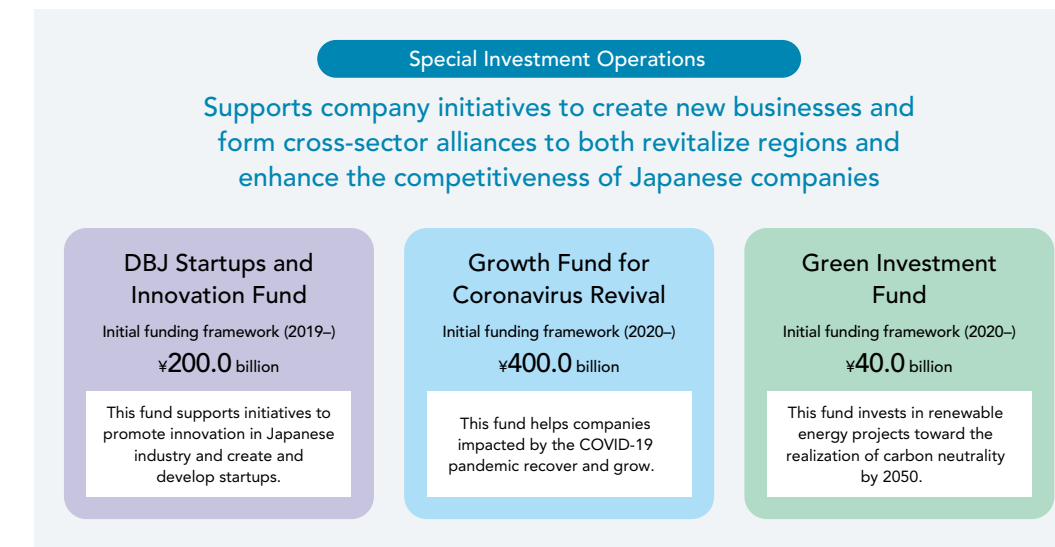 Special Investment Operations
Supports company initiatives to create new businesses and
form cross-sector alliances to both revitalize regions and
enhance the competitiveness of Japanese companies
DBJ Startups and
Innovation Fund
Initial funding framework (2019–)
¥200.0 billion
This fund supports initiatives to
promote innovation in Japanese
industry and create and
develop startups.
Growth Fund for
Coronavirus Revival
Initial funding framework (2020–)
¥400.0 billion
This fund helps companies
impacted by the COVID-19
pandemic recover and grow.
Green Investment
Fund
Initial funding framework (2020–)
¥40.0 billion
This fund invests in renewable
energy projects toward the
realization of carbon neutrality
by 2050.